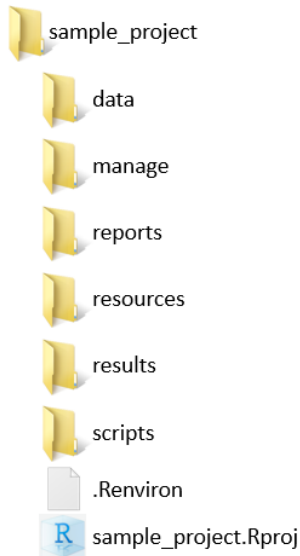 sample_project
data
manage
reports
resources
results
scripts
.Renviron
R
sample_project.Rproj